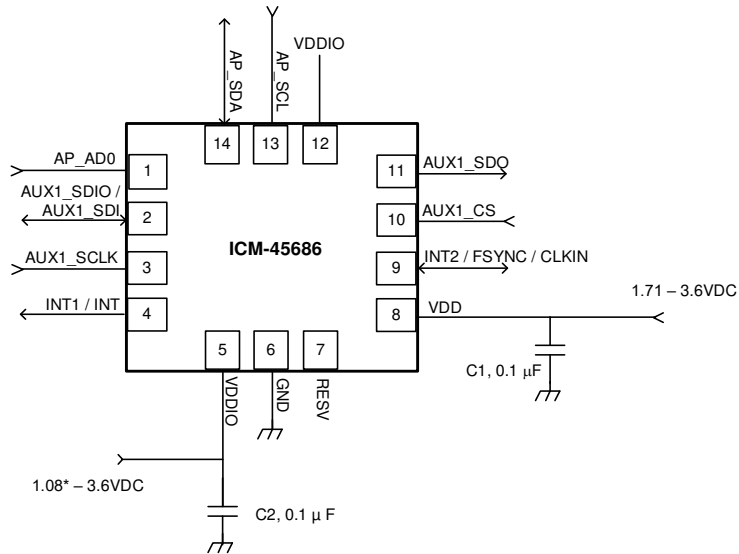 AP_SDA
AP_SCL
VDDIO
14
13
12
AP_AD0
1
AUX1_SDIO /
AUX1_SDI
2
AUX1_SCLK
3
INT1 / INT
4
ICM-45686
11
AUX1_SDO
10
AUX1_CS
9
INT2 / FSYNC / CLKIN
8
VDD
1.71 – 3.6VDC
C1, 0.1 µF
5
6
7
VDDIO
GND
RESV
1.08* – 3.6VDC
C2, 0.1 µ F